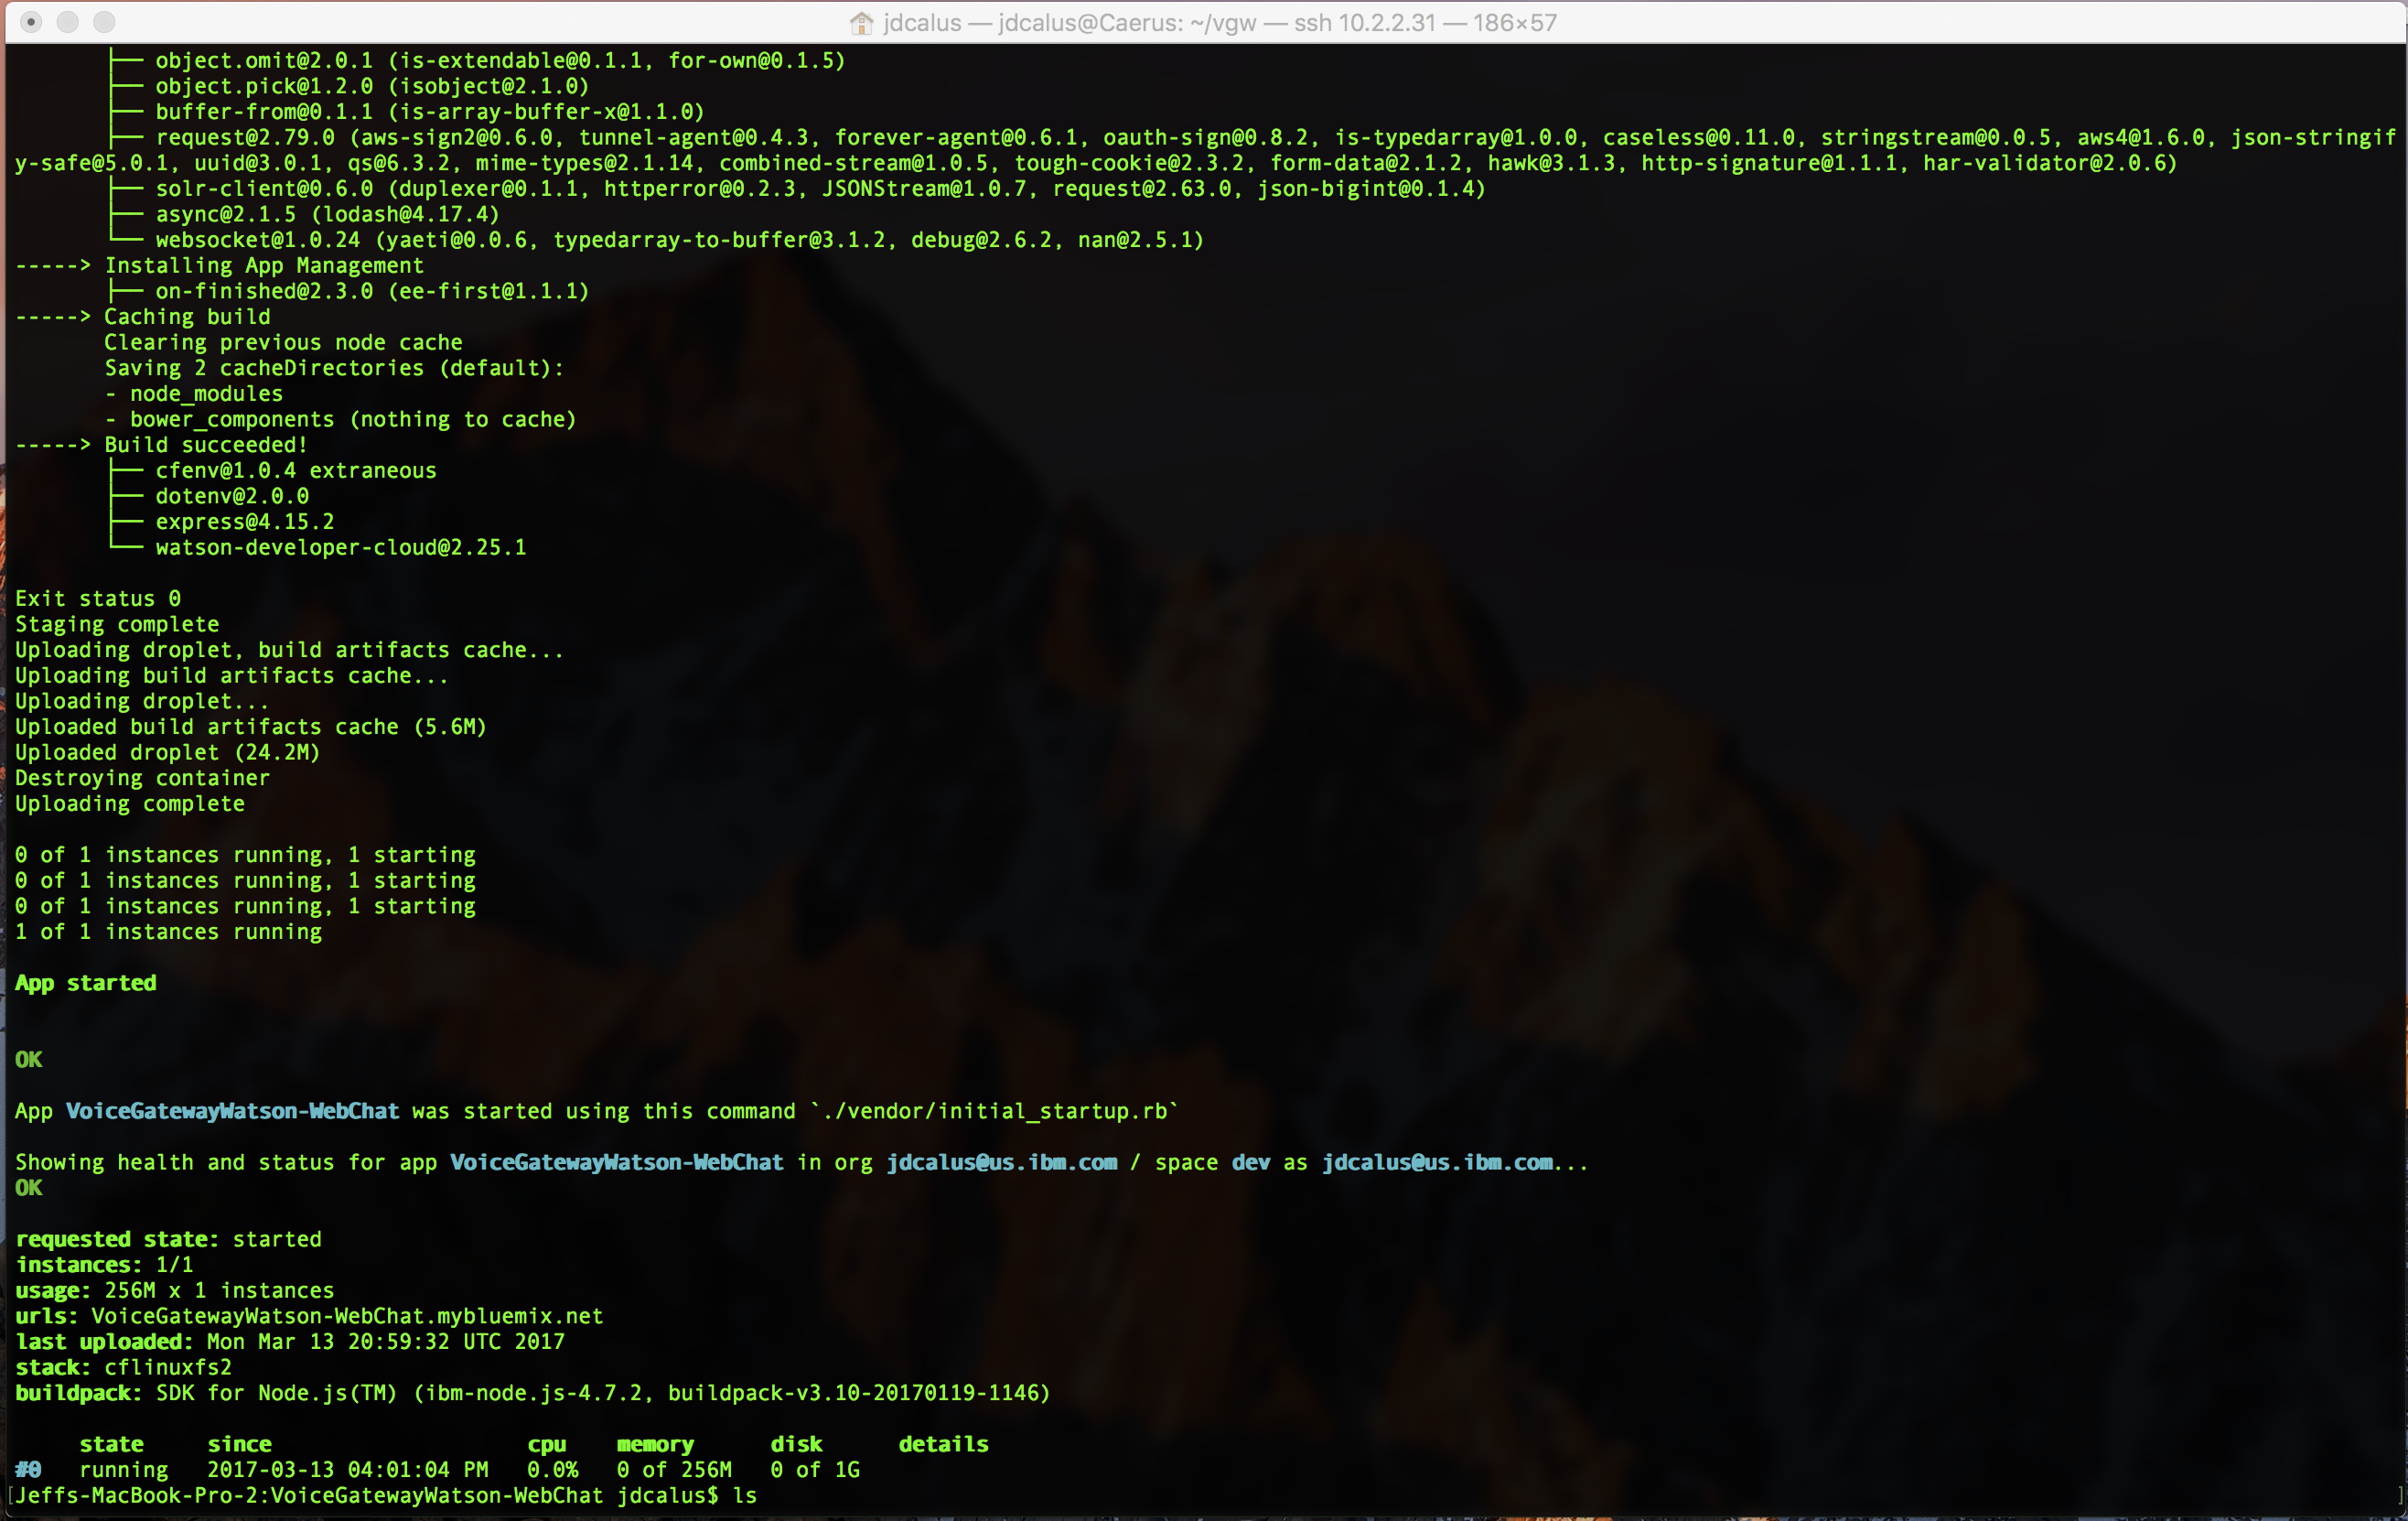 jdcalus — jdcalus@Caerus: ~/vgw — ssh 10.2.2.31 — 186×57
├── object.omit@2.0.1 (is-extendable@0.1.1, for-own@0.1.5)
├── object.pick@1.2.0 (isobject@2.1.0)
├── buffer-from@0.1.1 (is-array-buffer-x@1.1.0)
├── request@2.79.0 (aws-sign2@0.6.0, tunnel-agent@0.4.3, forever-agent@0.6.1, oauth-sign@0.8.2, is-typedarray@1.0.0, caseless@0.11.0, stringstream@0.0.5, aws4@1.6.0, json-stringif
y-safe@5.0.1, uuid@3.0.1, qs@6.3.2, mime-types@2.1.14, combined-stream@1.0.5, tough-cookie@2.3.2, form-data@2.1.2, hawk@3.1.3, http-signature@1.1.1, har-validator@2.0.6)
├── solr-client@0.6.0 (duplexer@0.1.1, httperror@0.2.3, JSONStream@1.0.7, request@2.63.0, json-bigint@0.1.4)
├── async@2.1.5 (lodash@4.17.4)
└── websocket@1.0.24 (yaeti@0.0.6, typedarray-to-buffer@3.1.2, debug@2.6.2, nan@2.5.1)
-----> Installing App Management
├── on-finished@2.3.0 (ee-first@1.1.1)
-----> Caching build
Clearing previous node cache
Saving 2 cacheDirectories (default):
- node_modules
- bower_components (nothing to cache)
-----> Build succeeded!
├── cfenv@1.0.4 extraneous
├── dotenv@2.0.0
├── express@4.15.2
└── watson-developer-cloud@2.25.1
Exit status 0
Staging complete
Uploading droplet, build artifacts cache...
Uploading build artifacts cache...
Uploading droplet...
Uploaded build artifacts cache (5.6M)
Uploaded droplet (24.2M)
Destroying container
Uploading complete
0 of 1 instances running, 1 starting
0 of 1 instances running, 1 starting
0 of 1 instances running, 1 starting
1 of 1 instances running
App started
OK
App VoiceGatewayWatson-WebChat was started using this command `./vendor/initial_startup.rb`
Showing health and status for app VoiceGatewayWatson-WebChat in org jdcalus@us.ibm.com / space dev as jdcalus@us.ibm.com...
OK
requested state: started
instances: 1/1
usage: 256M x 1 instances
urls: VoiceGatewayWatson-WebChat.mybluemix.net
last uploaded: Mon Mar 13 20:59:32 UTC 2017
stack: cflinuxfs2
buildpack: SDK for Node.js(TM) (ibm-node.js-4.7.2, buildpack-v3.10-20170119-1146)
state since cpu memory disk details
#0 running 2017-03-13 04:01:04 PM 0.0% 0 of 256M 0 of 1G
[Jeffs-MacBook-Pro-2:VoiceGatewayWatson-WebChat jdcalus$ ls ]